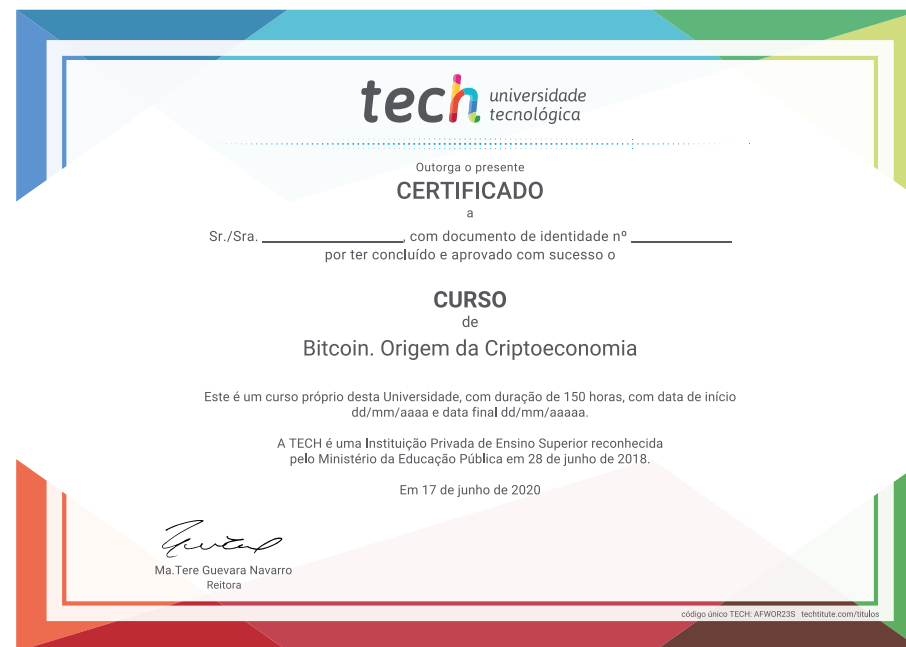 tech universidade
tecnológica
Outorga o presente
CERTIFICADO
a
Sr./Sra. ____________, com documento de identidade nº ____________
por ter concluído e aprovado com sucesso o
CURSO
de
Bitcoin. Origem da Criptoeconomia
Este é um curso próprio desta Universidade, com duração de 150 horas, com data de início
dd/mm/aaaa e data final dd/mm/aaaaa.
A TECH é uma Instituição Privada de Ensino Superior reconhecida
pelo Ministério da Educação Pública em 28 de junho de 2018.
Em 17 de junho de 2020
Ma.Tere Guevara Navarro
Reitora
código único TECH: AFWOR23S techtitute.com/titulos